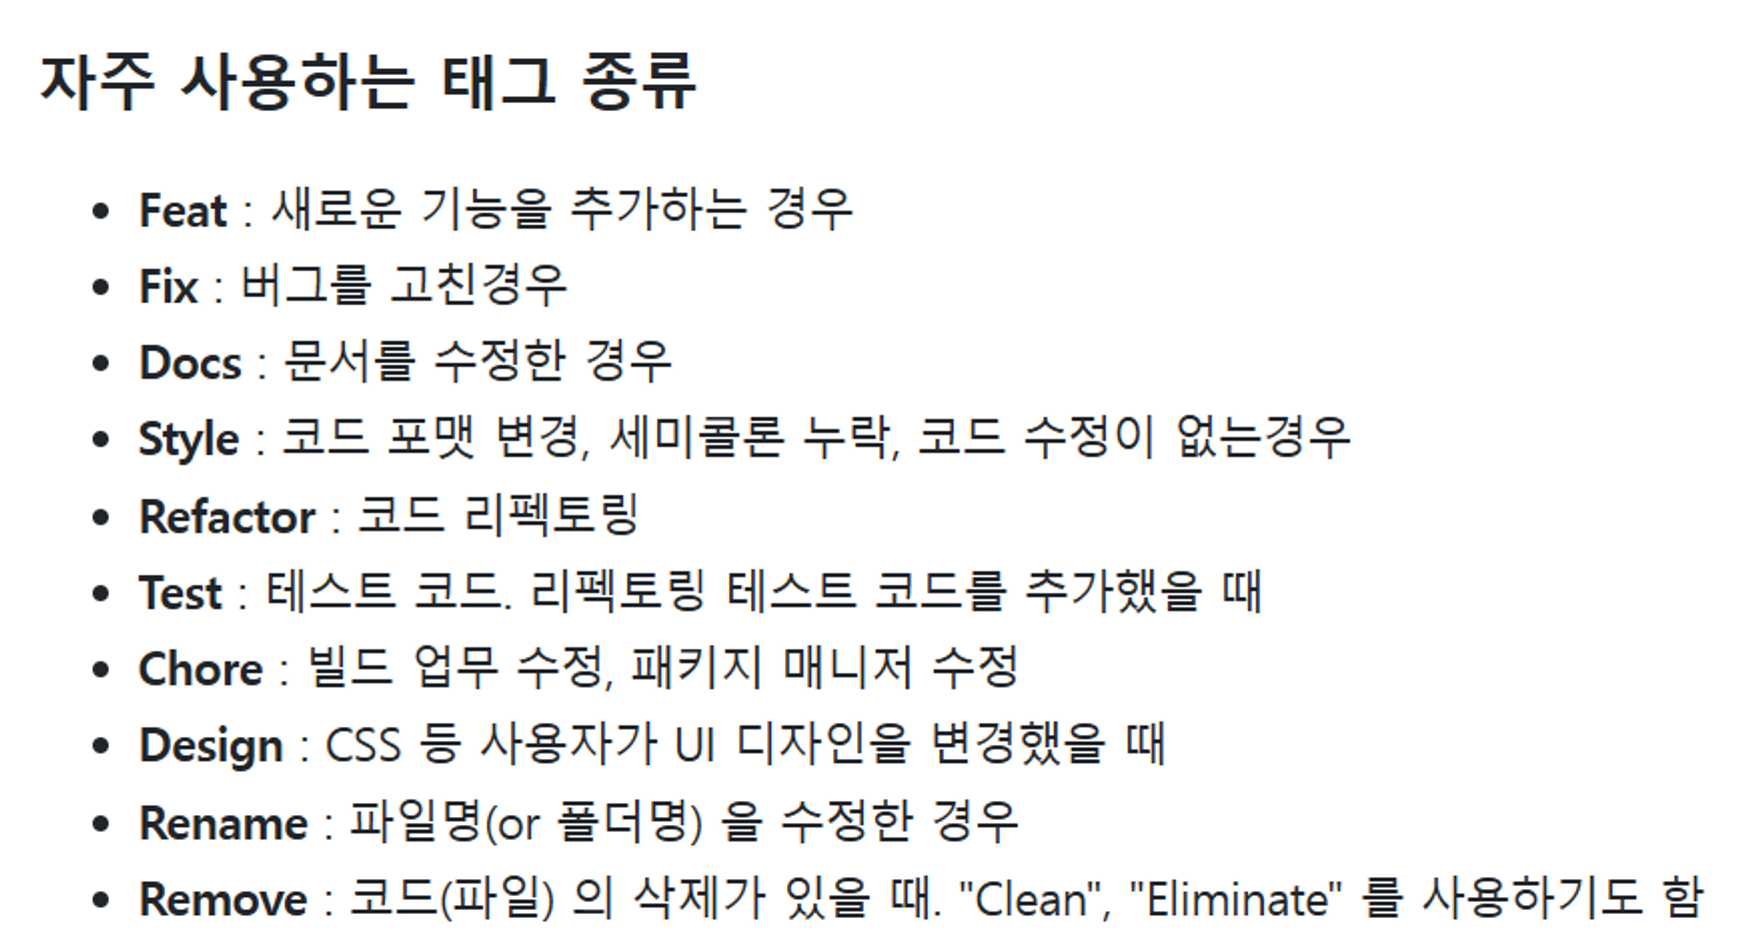 자주 사용하는 태그 종류
• Feat : 새로운 기능을 추가하는 경우
• Fix : 버그를 고친경우
• Docs : 문서를 수정한 경우
• Style : 코드 포맷 변경, 세미콜론 누락, 코드 수정이 없는경우
• Refactor : 코드 리펙토링
• Test : 테스트 코드. 리펙토링 테스트 코드를 추가했을 때
• Chore : 빌드 업무 수정, 패키지 매니저 수정
• Design : CSS 등 사용자가 UI 디자인을 변경했을 때
• Rename : 파일명(or 폴더명) 을 수정한 경우
• Remove : 코드(파일) 의 삭제가 있을 때. "Clean", "Eliminate" 를 사용하기도 함